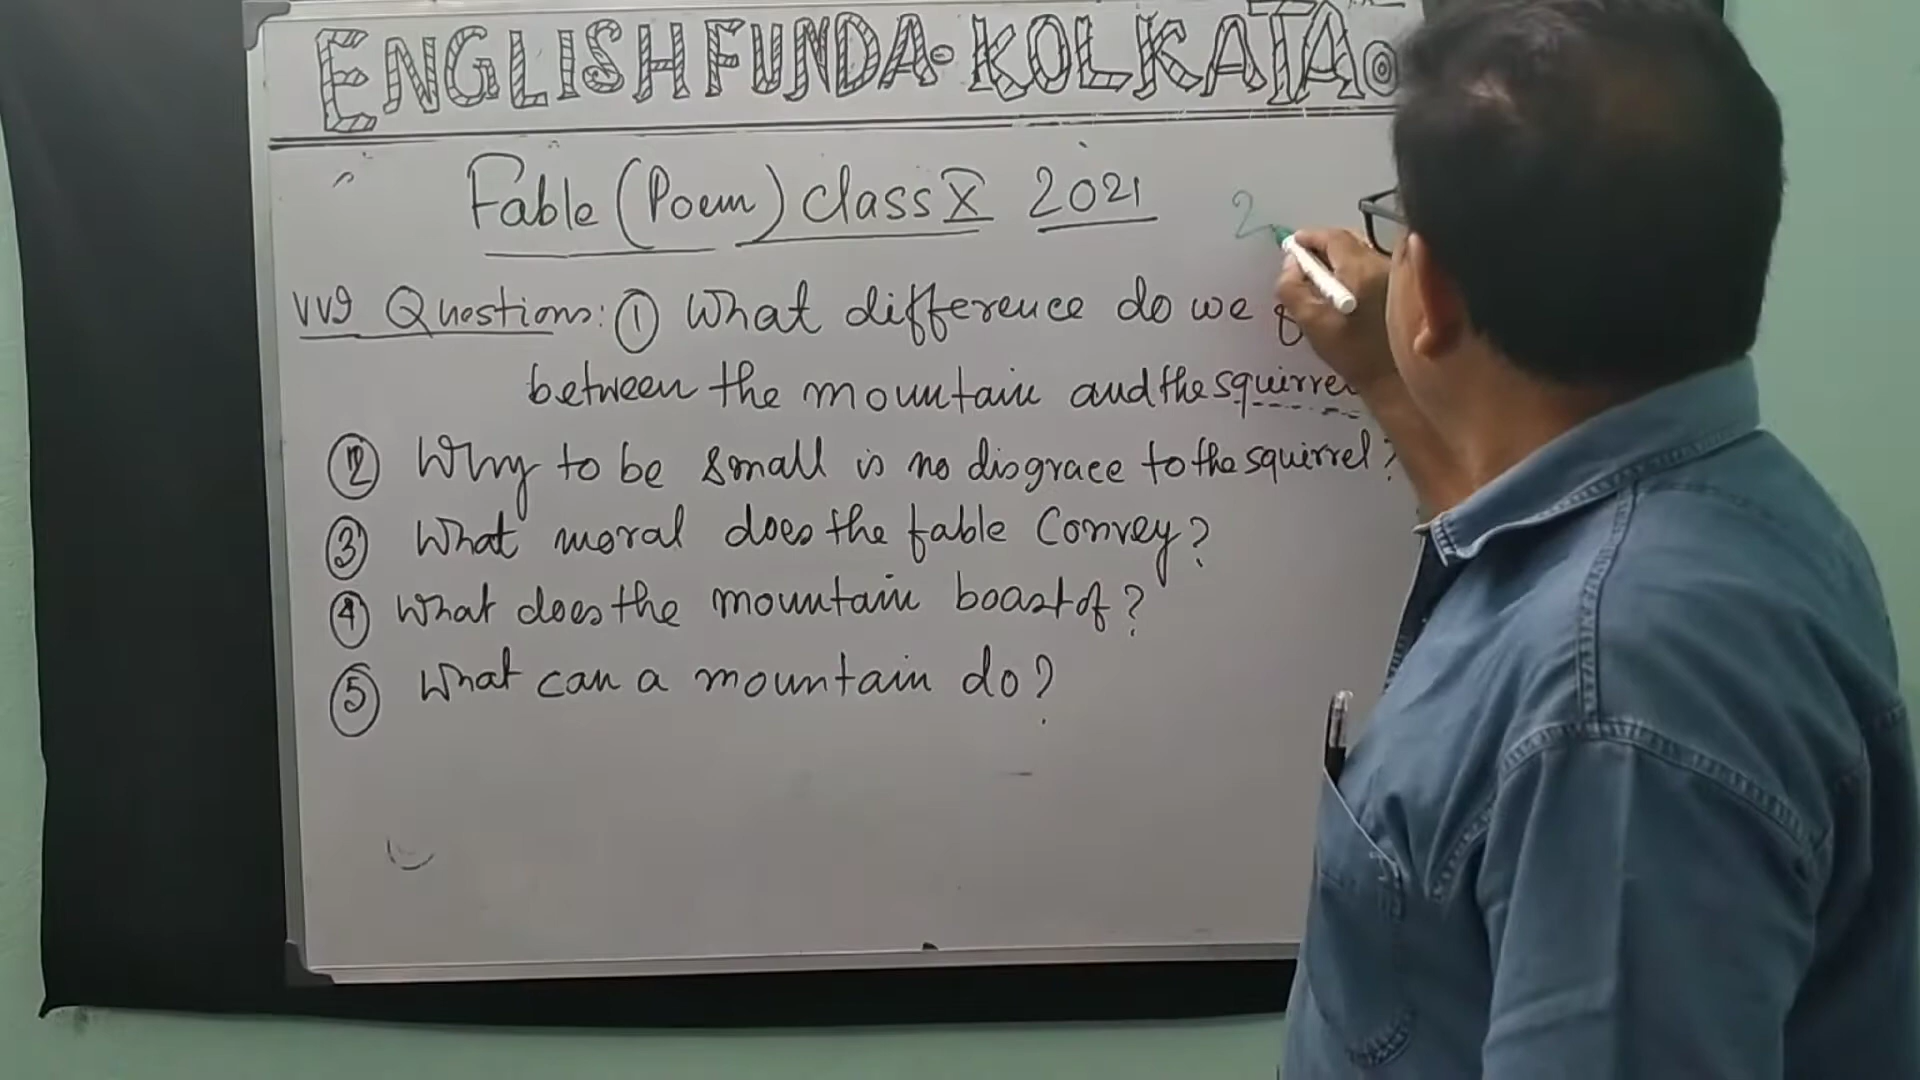 ENGLISH FUNDA. KOLKATA
Fable (Poem) class X 2021 2
VVI Questions: ① What difference do we
between the mountain and the squirrel
② Why to be small is no disgrace to the squirrel?
③ What moral does the fable Convey?
④ What does the mountain boast of?
⑤ What can a mountain do?